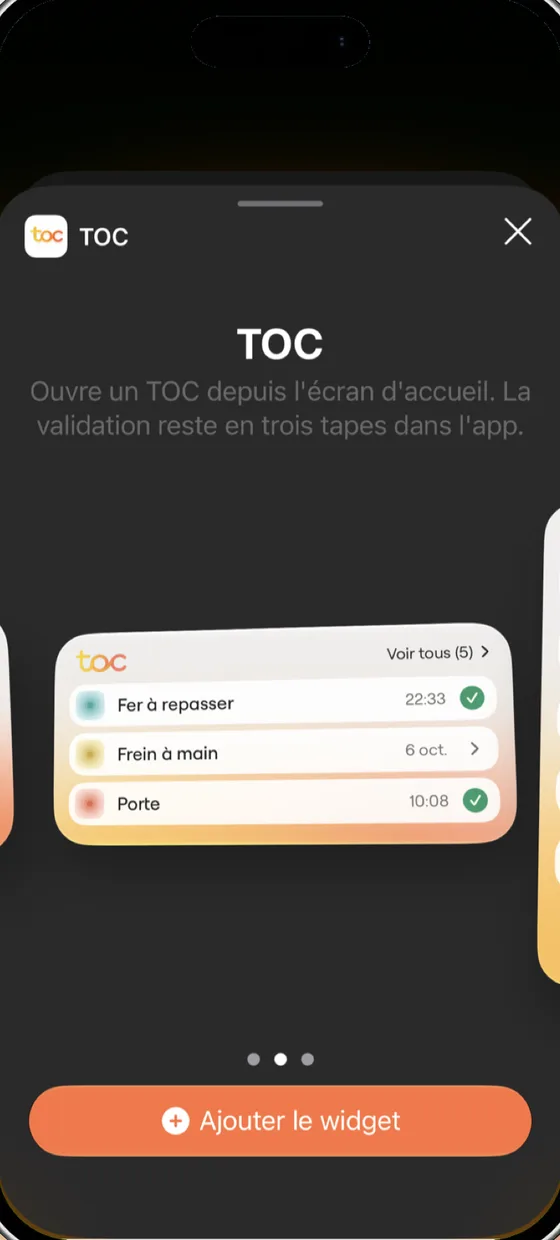 toc TOC
TOC
Ouvre un TOC depuis l'écran d'accueil. La
validation reste en trois tapes dans l'app.
toc Voir tous (5)
Fer à repasser 22:33
Frein à main 6 oct.
Porte 10:08
Ajouter le widget